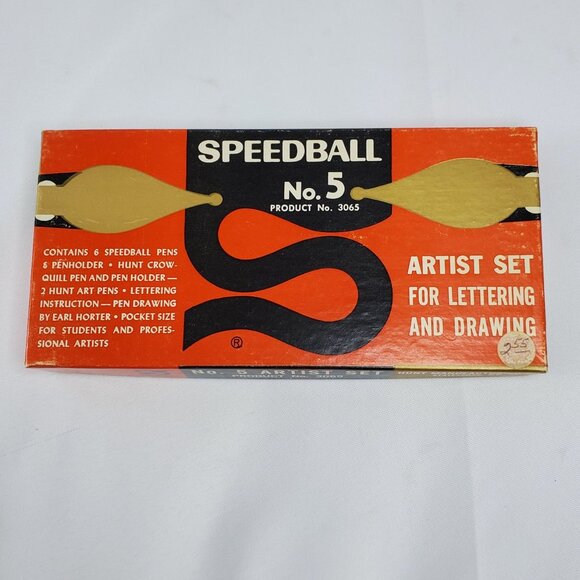 SPEEDBALL
No. 5
PRODUCT No. 3065
CONTAINS 6 SPEEDBALL PENS
& PENHOLDER • HUNT CROW-
QUILL PEN AND PEN HOLDER —
2 HUNT ART PENS • LETTERING
INSTRUCTION — PEN DRAWING
BY EARL HORTER • POCKET SIZE
FOR STUDENTS AND PROFES-
SIONAL ARTISTS
®
ARTIST SET
FOR LETTERING
AND DRAWING
2 55
No. 5 ARTIST SET
PRODUCT No. 3065